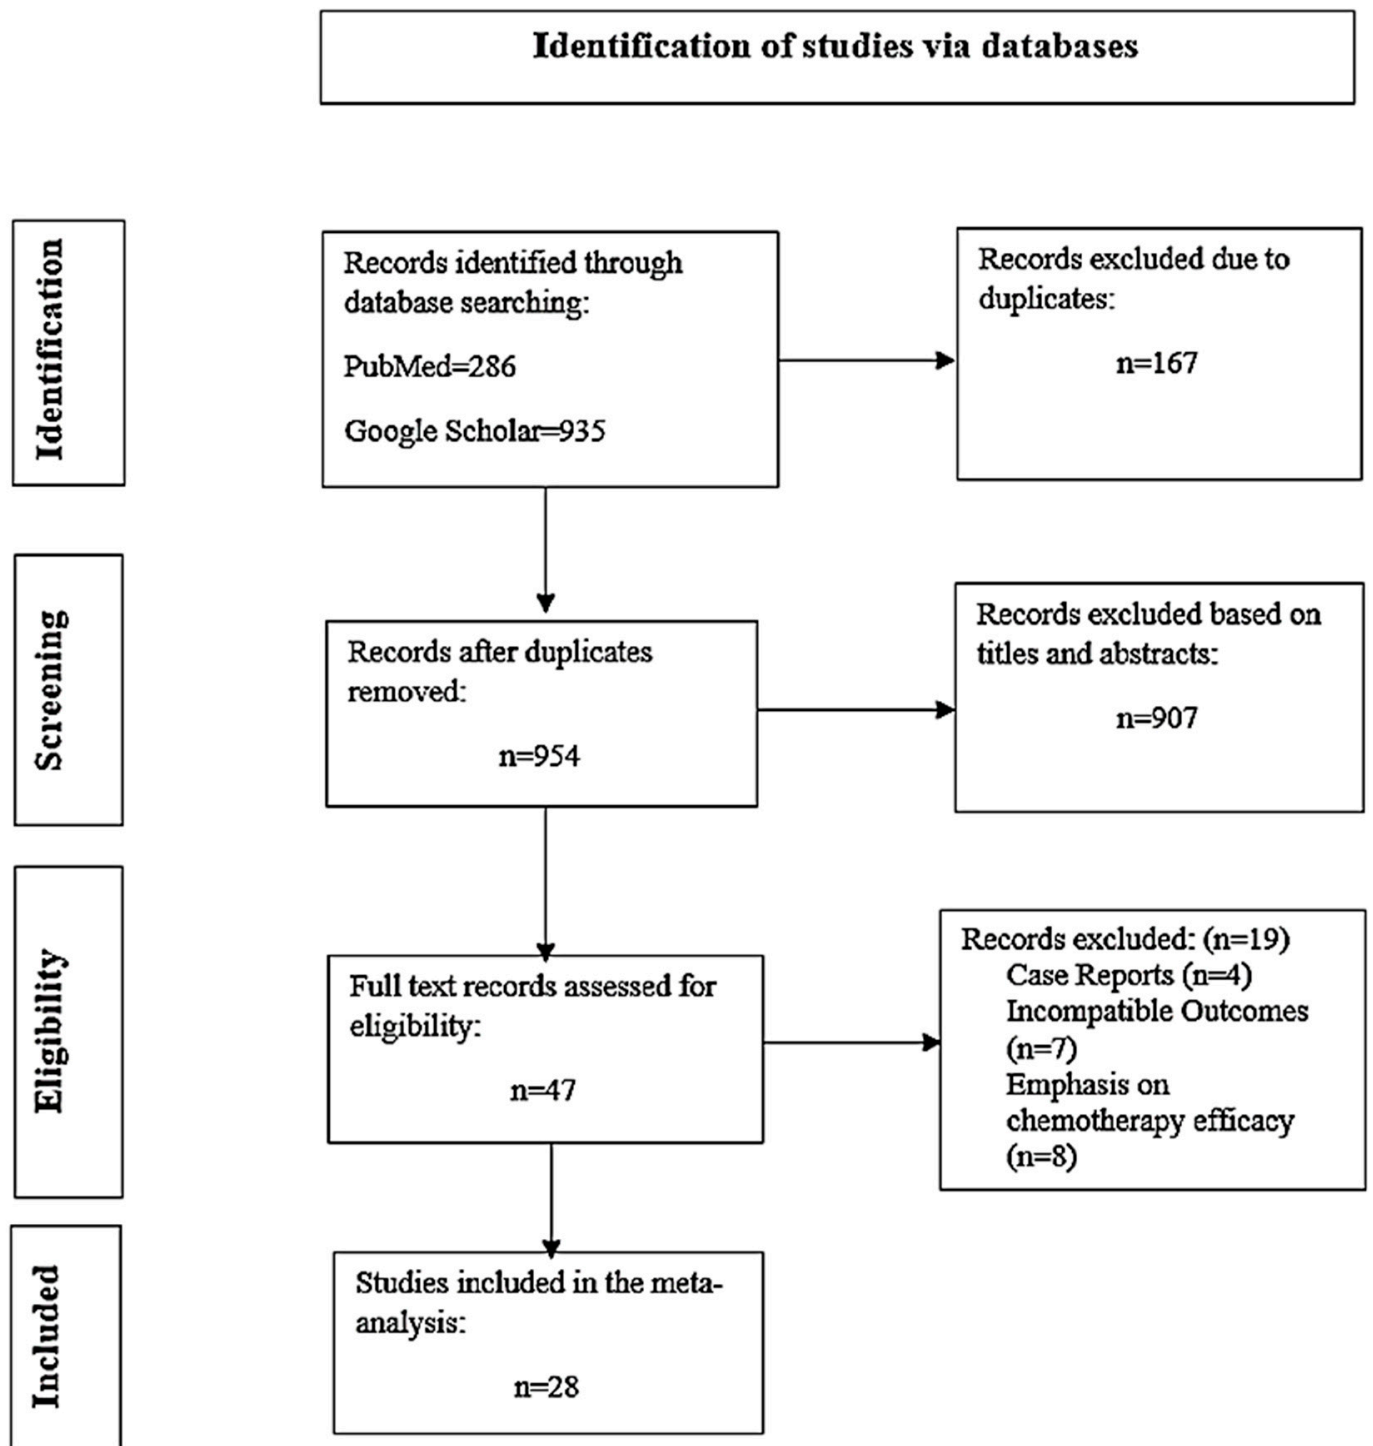 Identification of studies via databases
Identification
Records identified through
database searching:
PubMed=286
Google Scholar=935
Records excluded due to
duplicates:
n=167
Screening
Records after duplicates
removed:
n=954
Records excluded based on
titles and abstracts:
n=907
Eligibility
Full text records assessed for
eligibility:
n=47
Records excluded: (n=19)
Case Reports (n=4)
Incompatible Outcomes
(n=7)
Emphasis on
chemotherapy efficacy
(n=8)
Included
Studies included in the meta-
analysis:
n=28